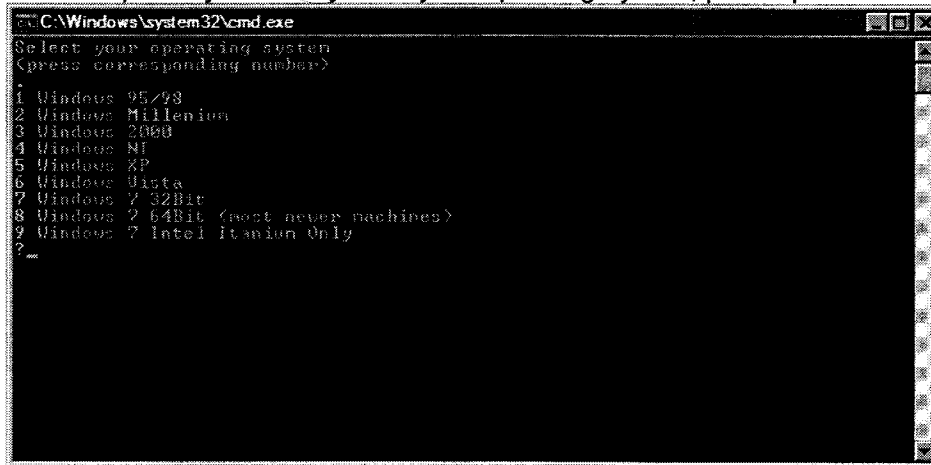 C:\Windows\system32\cmd.exe
Select your operating system
(press corresponding number)
.
1 Windows 95/98
2 Windows Millenium
3 Windows 2000
4 Windows NT
5 Windows XP
6 Windows Vista
7 Windows 7 32Bit
8 Windows 7 64Bit (most newer machines)
9 Windows 7 Intel Itanium Only
?